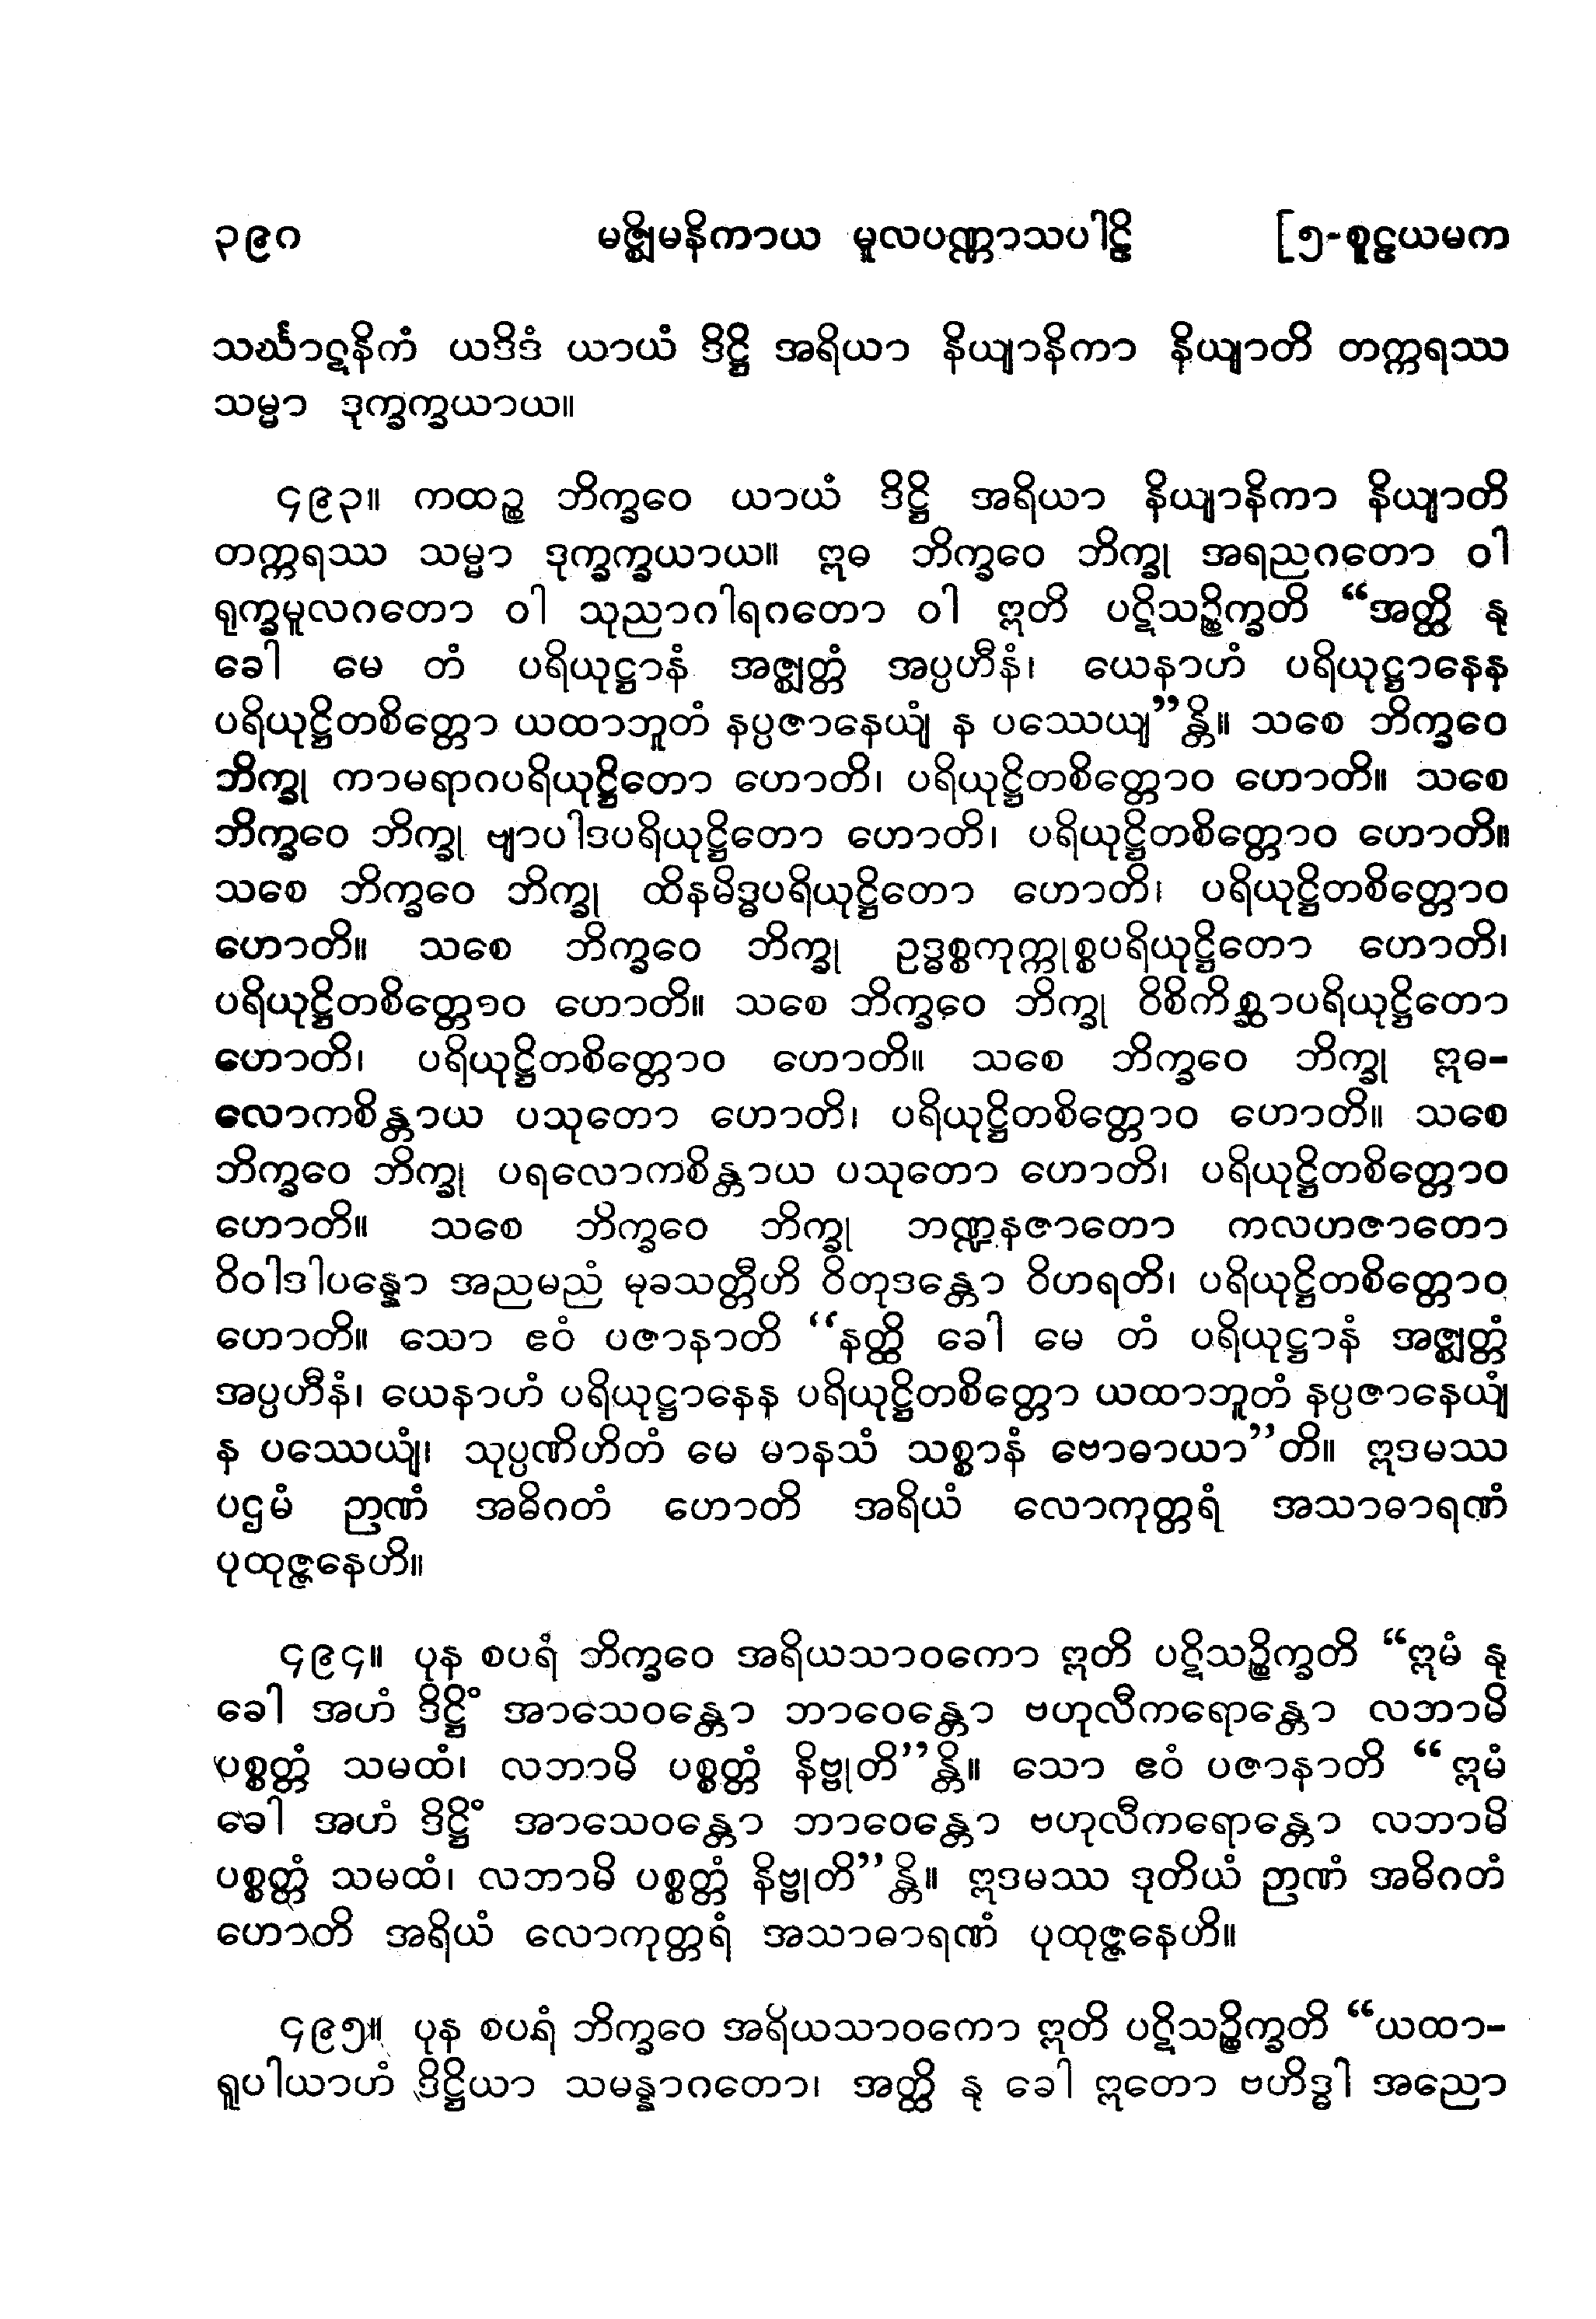 ၃၉၀ မဇ္ဈိမနိကာယ မူလပဏ္ဏာသပါဠိ [၅-စူဠယမက
သင်္ဃာဋနိကံ ယဒိဒံ ယာယံ ဒိဋ္ဌိ အရိယာ နိယျာနိကာ နိယျာတိ တက္ကရဿ
သမ္မာ ဒုက္ခက္ခယာယ။
၄၉၃။ ကထဉ္စ ဘိက္ခဝေ ယာယံ ဒိဋ္ဌိ အရိယာ နိယျာနိကာ နိယျာတိ
တက္ကရဿ သမ္မာ ဒုက္ခက္ခယာယ။ ဣဓ ဘိက္ခဝေ ဘိက္ခု အရညဂတော ဝါ
ရုက္ခမူလဂတော ဝါ သုညာဂါရဂတော ဝါ ဣတိ ပဋိသဉ္စိက္ခတိ “အတ္ထိ နု
ခေါ မေ တံ ပရိယုဋ္ဌာနံ အဇ္ဈတ္တံ အပ္ပဟီနံ၊ ယေနာဟံ ပရိယုဋ္ဌာနေန
ပရိယုဋ္ဌိတစိတ္တော ယထာဘူတံ နပ္ပဇာနေယျံ န ပဿေယျ”န္တိ။ သစေ ဘိက္ခဝေ
ဘိက္ခု ကာမရာဂပရိယုဋ္ဌိတော ဟောတိ၊ ပရိယုဋ္ဌိတစိတ္တောဝ ဟောတိ။ သစေ
ဘိက္ခဝေ ဘိက္ခု ဗျာပါဒပရိယုဋ္ဌိတော ဟောတိ၊ ပရိယုဋ္ဌိတစိတ္တောဝ ဟောတိ။
သစေ ဘိက္ခဝေ ဘိက္ခု ထိနမိဒ္ဓပရိယုဋ္ဌိတော ဟောတိ၊ ပရိယုဋ္ဌိတစိတ္တောဝ
ဟောတိ။ သစေ ဘိက္ခဝေ ဘိက္ခု ဥဒ္ဓစ္စကုက္ကုစ္စပရိယုဋ္ဌိတော ဟောတိ၊
ပရိယုဋ္ဌိတစိတ္တောဝ ဟောတိ။ သစေ ဘိက္ခဝေ ဘိက္ခု ဝိစိကိစ္ဆာပရိယုဋ္ဌိတော
ဟောတိ၊ ပရိယုဋ္ဌိတစိတ္တောဝ ဟောတိ။ သစေ ဘိက္ခဝေ ဘိက္ခု ဣဓ-
လောကစိန္တာယ ပသုတော ဟောတိ၊ ပရိယုဋ္ဌိတစိတ္တောဝ ဟောတိ။ သစေ
ဘိက္ခဝေ ဘိက္ခု ပရလောကစိန္တာယ ပသုတော ဟောတိ၊ ပရိယုဋ္ဌိတစိတ္တောဝ
ဟောတိ။ သစေ ဘိက္ခဝေ ဘိက္ခု ဘဏ္ဍနဇာတော ကလဟဇာတော
ဝိဝါဒါပန္နော အညမညံ မုခသတ္တီဟိ ဝိတုဒန္တော ဝိဟရတိ၊ ပရိယုဋ္ဌိတစိတ္တောဝ
ဟောတိ။ သော ဧဝံ ပဇာနာတိ “နတ္ထိ ခေါ မေ တံ ပရိယုဋ္ဌာနံ အဇ္ဈတ္တံ
အပ္ပဟီနံ၊ ယေနာဟံ ပရိယုဋ္ဌာနေန ပရိယုဋ္ဌိတစိတ္တော ယထာဘူတံ နပ္ပဇာနေယျံ
န ပဿေယျံ၊ သုပ္ပဏိဟိတံ မေ မာနသံ သစ္စာနံ ဗောဓာယာ”တိ။ ဣဒမဿ
ပဌမံ ဉာဏံ အဓိဂတံ ဟောတိ အရိယံ လောကုတ္တရံ အသာဓာရဏံ
ပုထုဇ္ဇနေဟိ။
၄၉၄။ ပုန စပရံ ဘိက္ခဝေ အရိယသာဝကော ဣတိ ပဋိသဉ္စိက္ခတိ “ဣမံ နု
ခေါ အဟံ ဒိဋ္ဌိံ အာသေဝန္တော ဘာဝေန္တော ဗဟုလီကရောန္တော လဘာမိ
ပစ္စတ္တံ သမထံ၊ လဘာမိ ပစ္စတ္တံ နိဗ္ဗုတိ”န္တိ။ သော ဧဝံ ပဇာနာတိ “ဣမံ
ခေါ အဟံ ဒိဋ္ဌိံ အာသေဝန္တော ဘာဝေန္တော ဗဟုလီကရောန္တော လဘာမိ
ပစ္စတ္တံ သမထံ၊ လဘာမိ ပစ္စတ္တံ နိဗ္ဗုတိ”န္တိ။ ဣဒမဿ ဒုတိယံ ဉာဏံ အဓိဂတံ
ဟောတိ အရိယံ လောကုတ္တရံ အသာဓာရဏံ ပုထုဇ္ဇနေဟိ။
၄၉၅။ ပုန စပရံ ဘိက္ခဝေ အရိယသာဝကော ဣတိ ပဋိသဉ္စိက္ခတိ “ယထာ-
ရူပါယာဟံ ဒိဋ္ဌိယာ သမန္နာဂတော၊ အတ္ထိ နု ခေါ ဣတော ဗဟိဒ္ဓါ အညော